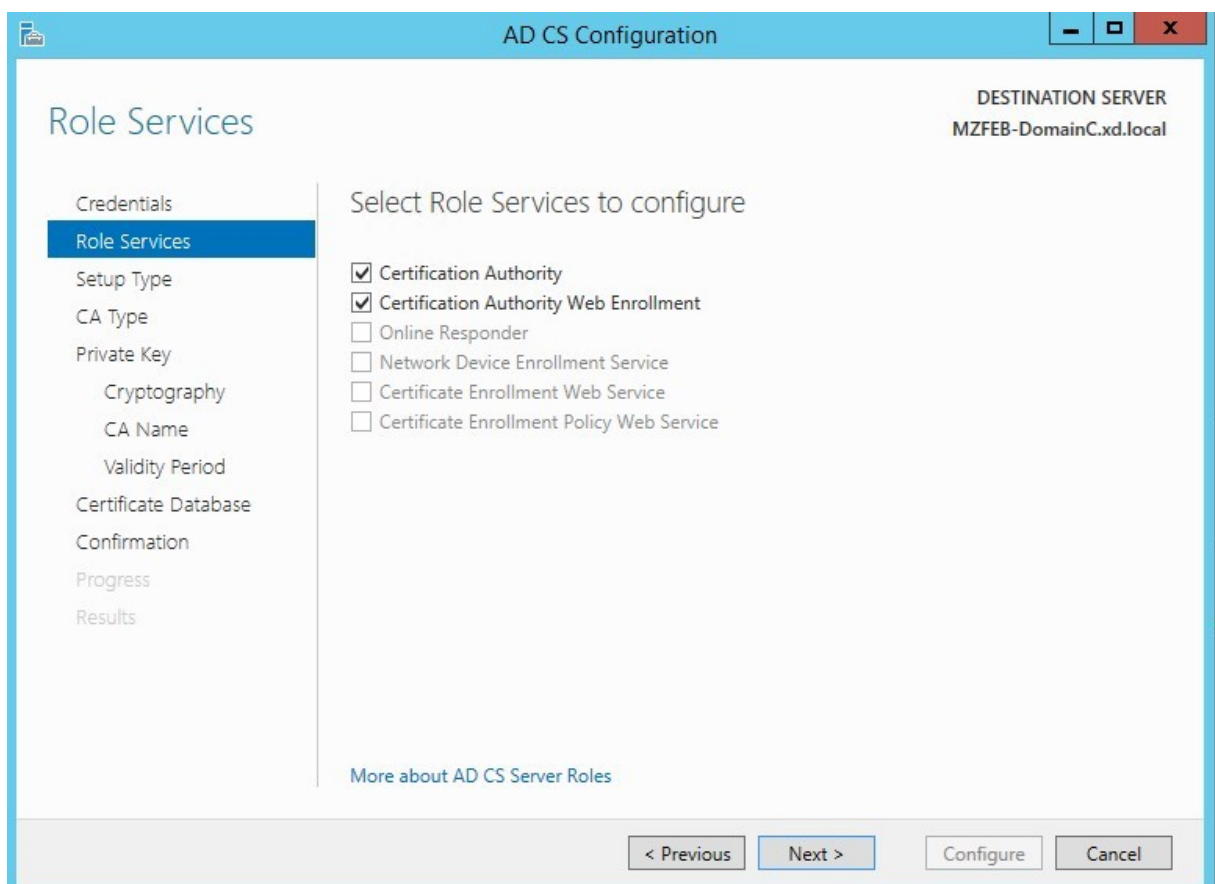 AD CS Configuration
DESTINATION SERVER
MZFEB-DomainC.xd.local
Role Services
Credentials
Role Services
Setup Type
CA Type
Private Key
Cryptography
CA Name
Validity Period
Certificate Database
Confirmation
Progress
Results
Select Role Services to configure
Certification Authority
Certification Authority Web Enrollment
Online Responder
Network Device Enrollment Service
Certificate Enrollment Web Service
Certificate Enrollment Policy Web Service
More about AD CS Server Roles
< Previous Next > Configure Cancel